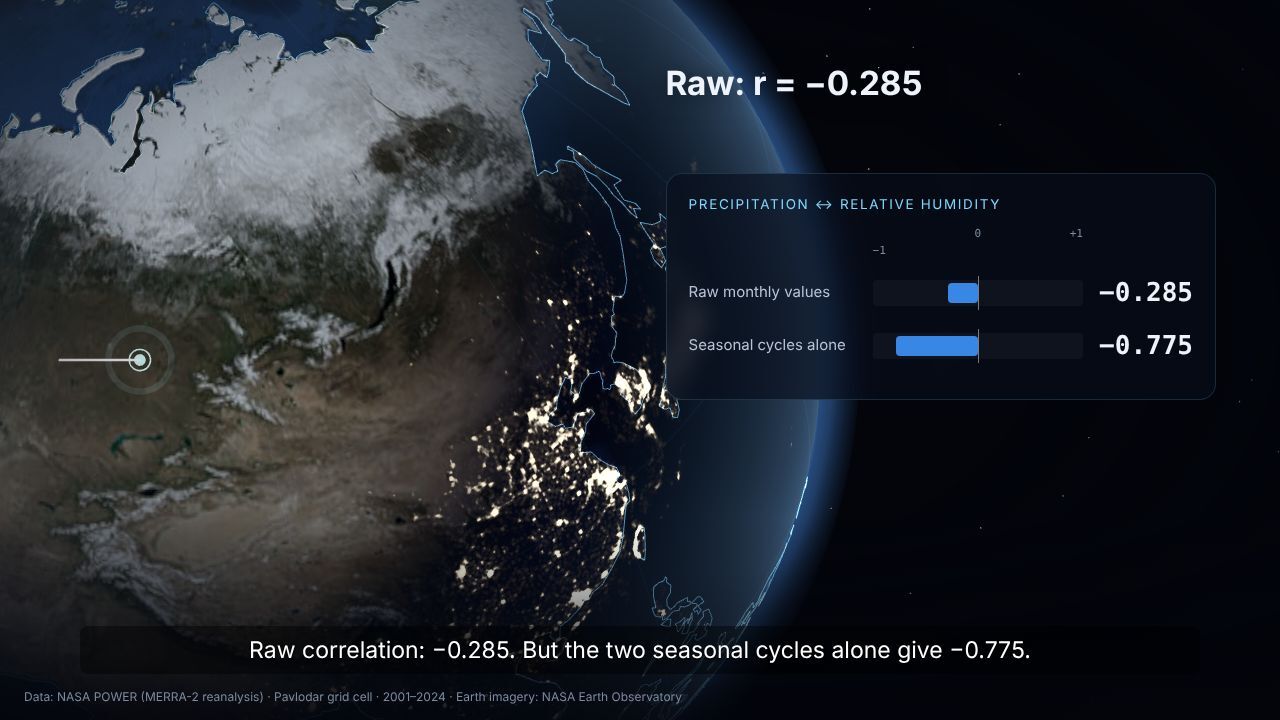 Raw: r = −0.285
PRECIPITATION ↔ RELATIVE HUMIDITY
−1 0 +1
Raw monthly values −0.285
Seasonal cycles alone −0.775
Raw correlation: −0.285. But the two seasonal cycles alone give −0.775.
Data: NASA POWER (MERRA-2 reanalysis) · Pavlodar grid cell · 2001–2024 · Earth imagery: NASA Earth Observatory